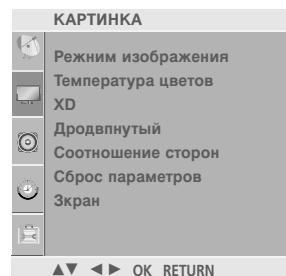 КАРТИНКА
Режим изображения
Температура цветов
XD
Дродвпнутый
Соотношение сторон
Сброс параметров
Зкран
▲▼ ◄► OK RETURN